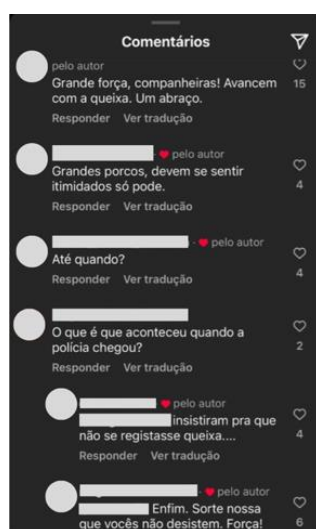 Comentários
pelo autor
Grande força, companheiras! Avancem
com a queixa. Um abraço.
15
Responder Ver tradução
pelo autor
Grandes porcos, devem se sentir
itimidados só pode.
4
Responder Ver tradução
- pelo autor
Até quando?
4
Responder Ver tradução
O que é que aconteceu quando a
polícia chegou?
2
Responder Ver tradução
pelo autor
insistiram pra que
não se registasse queixa....
4
Responder Ver tradução
- pelo autor
Enfim. Sorte nossa
que vocês não desistem. Força!
6